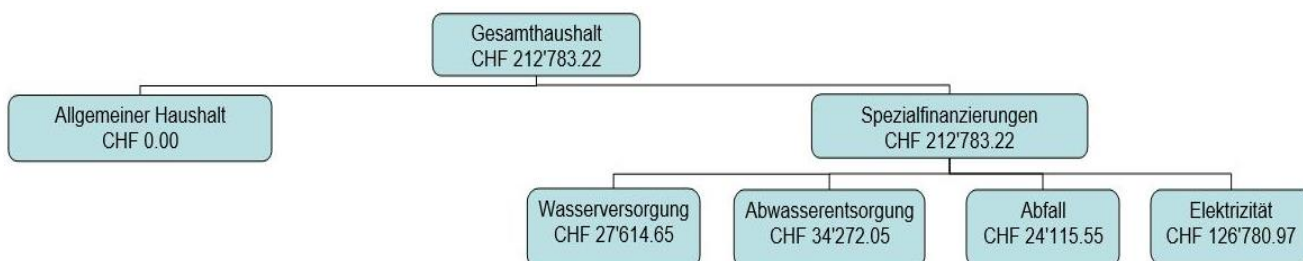 Gesamthaushalt
CHF 212'783.22
Allgemeiner Haushalt
CHF 0.00
Spezialfinanzierungen
CHF 212'783.22
Wasserversorgung
CHF 27'614.65
Abwasserentsorgung
CHF 34'272.05
Abfall
CHF 24'115.55
Elektrizität
CHF 126'780.97